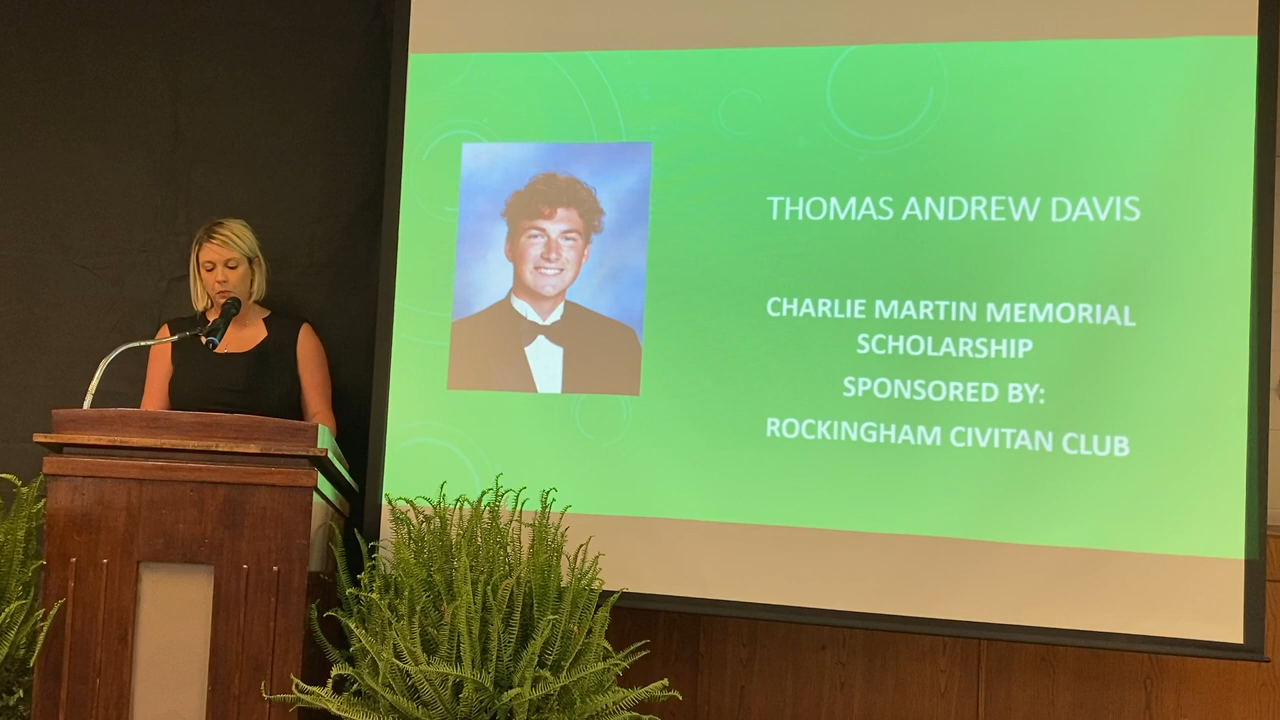 THOMAS ANDREW DAVIS
CHARLIE MARTIN MEMORIAL
SCHOLARSHIP
SPONSORED BY:
ROCKINGHAM CIVITAN CLUB